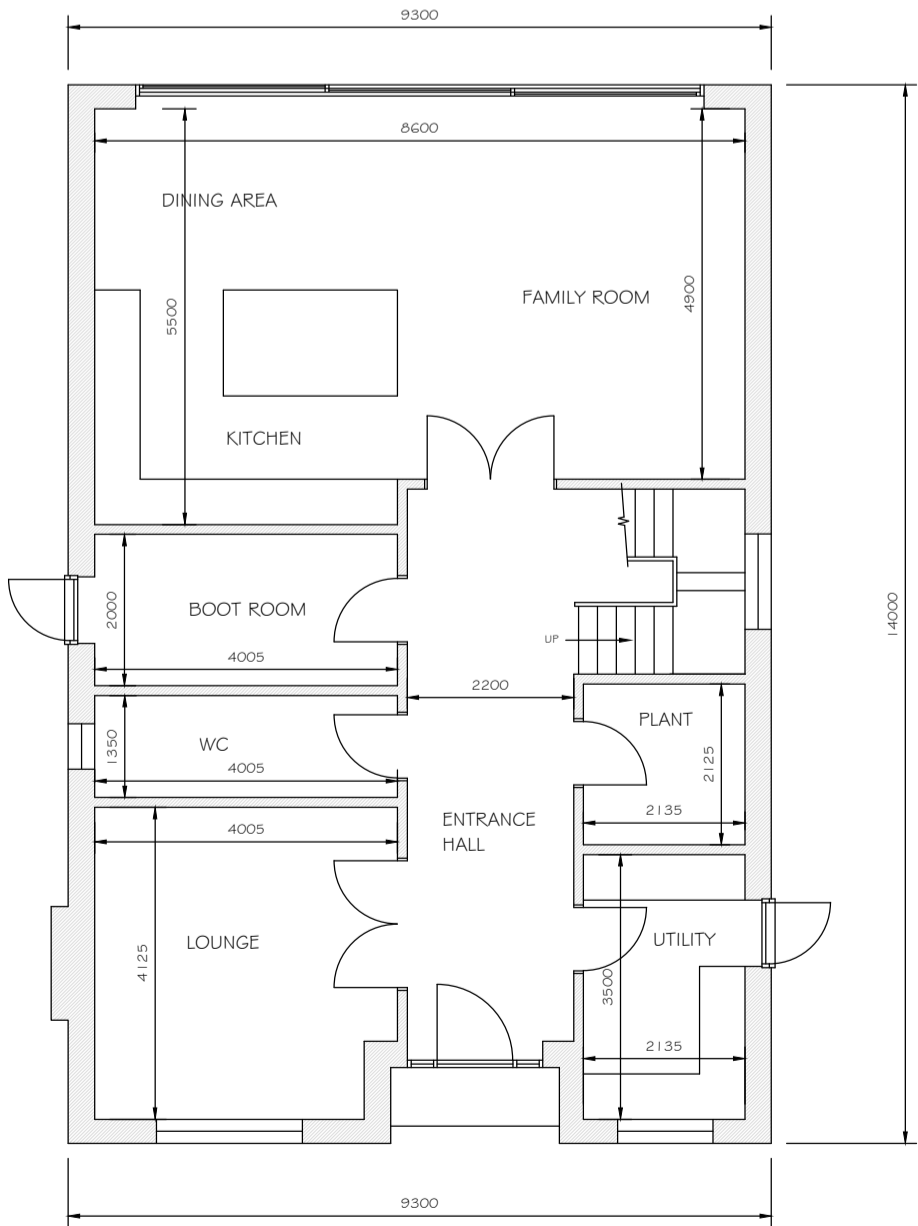 9300
8600
DINING AREA
FAMILY ROOM
5500
4900
KITCHEN
BOOT ROOM
2000
4005
UP
14000
2200
WC
1350
4005
PLANT
2125
2135
4005
ENTRANCE
HALL
LOUNGE
4125
UTILITY
3500
2135
9300